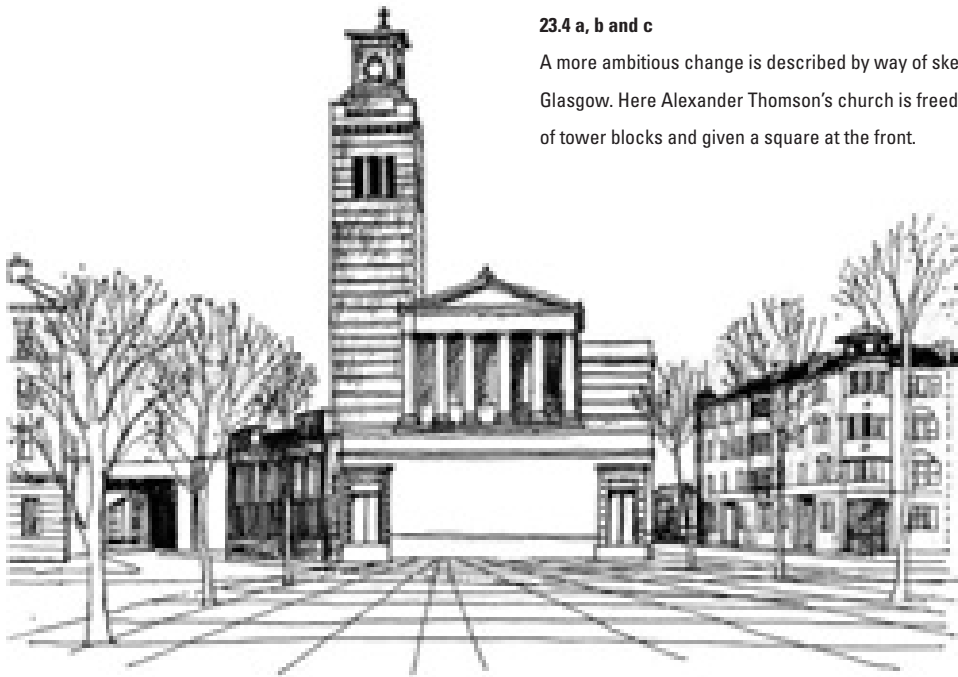 23.4 a, b and c
A more ambitious change is described by way of ske
Glasgow. Here Alexander Thomson's church is freed
of tower blocks and given a square at the front.